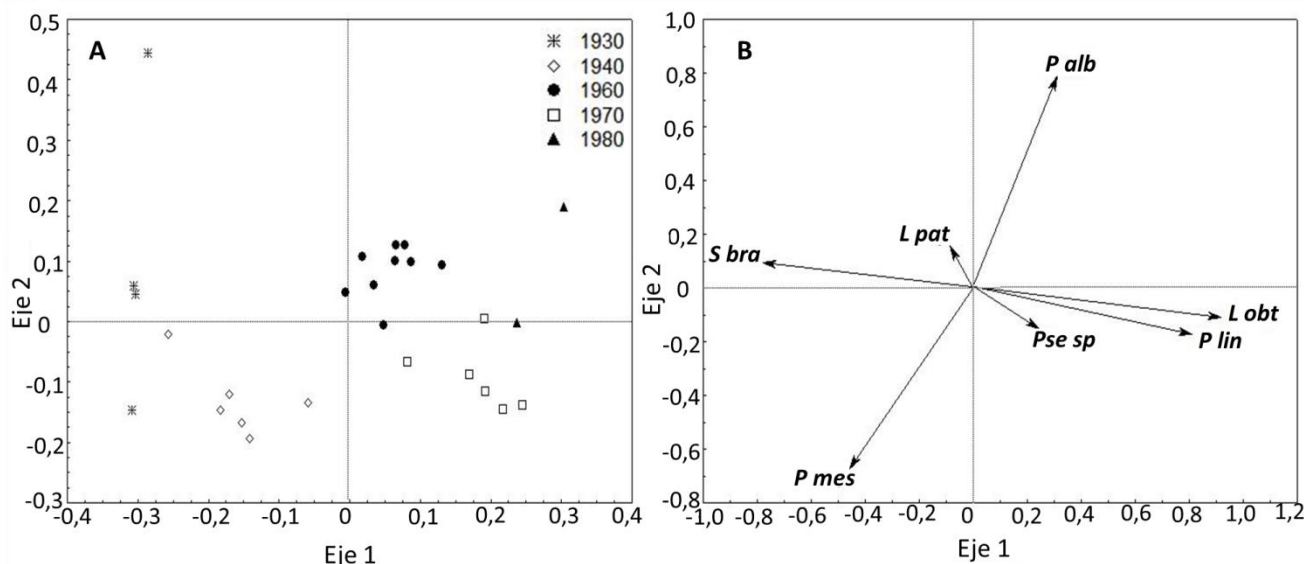 A
1930
1940
1960
1970
1980
0,5
0,4
0,3
0,2
0,1
0
-0,1
-0,2
-0,3
Eje 2
-0,4 -0,3 -0,2 -0,1 0 0,1 0,2 0,3 0,4
Eje 1
B
1,0
0,8
0,6
0,4
0,2
0
-0,2
-0,4
-0,6
-0,8
Eje 2
P alb
L pat
S bra
L obt
P lin
Pse sp
P mes
-1,0 -0,8 -0,6 -0,4 -0,2 0 0,2 0,4 0,6 0,8 1,0 1,2
Eje 1